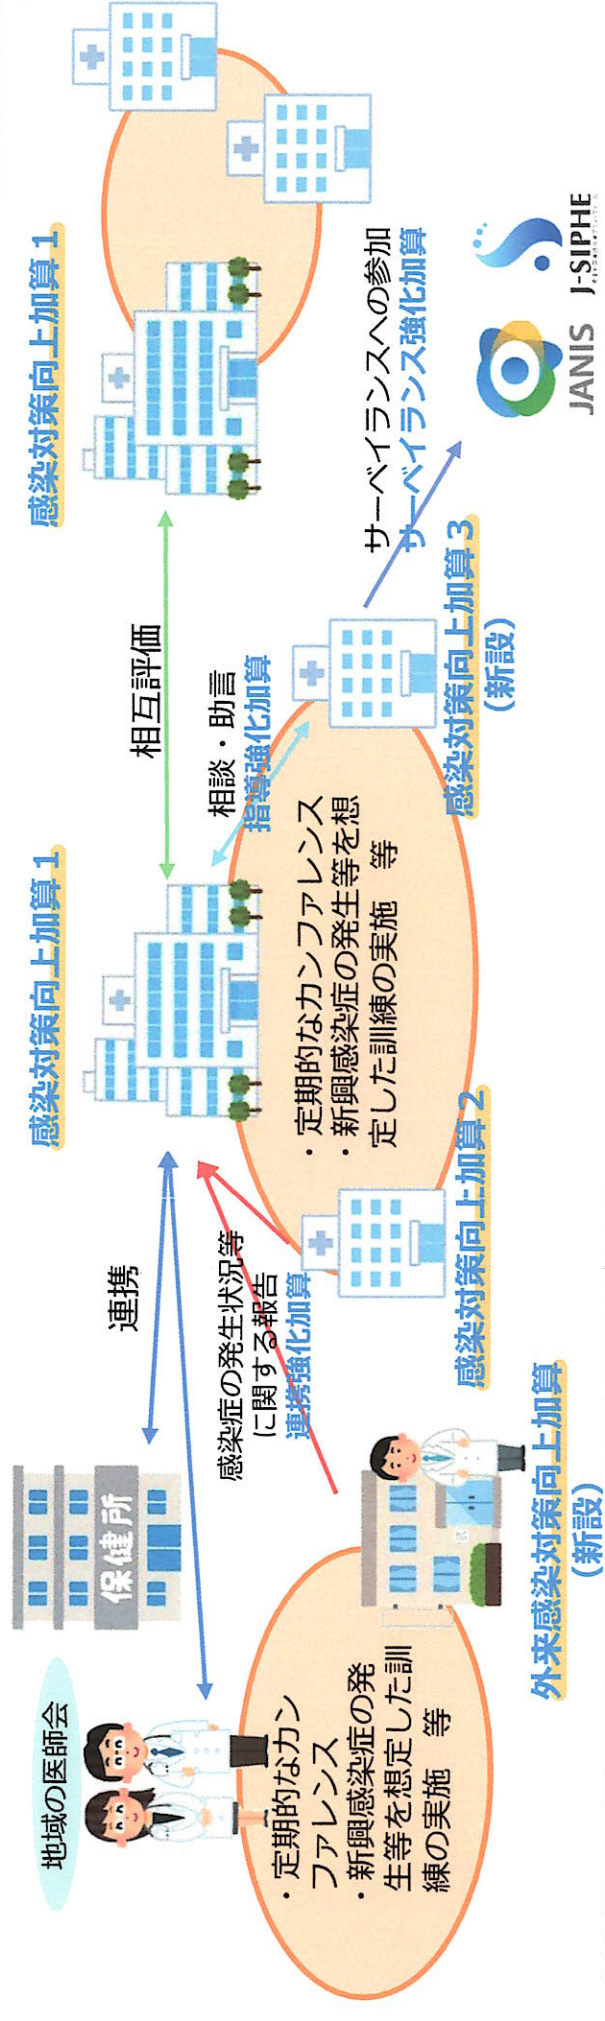 地域の医師会
保健所
連携
感染対策向上加算1
相互評価
感染対策向上加算1
・定期的なカン
ファレンス
・新興感染症の発
生等を想定した訓
練の実施 等
外来感染対策向上加算
(新設)
感染症の発生状況等
に関する報告
連携強化加算
感染対策向上加算2
・定期的なカンファレンス
・新興感染症の発生等を想
定した訓練の実施 等
相談・助言
指導強化加算
感染対策向上加算3
(新設)
サーベイランスへの参加
サーベイランス強化加算
JANIS
J-SIPHE